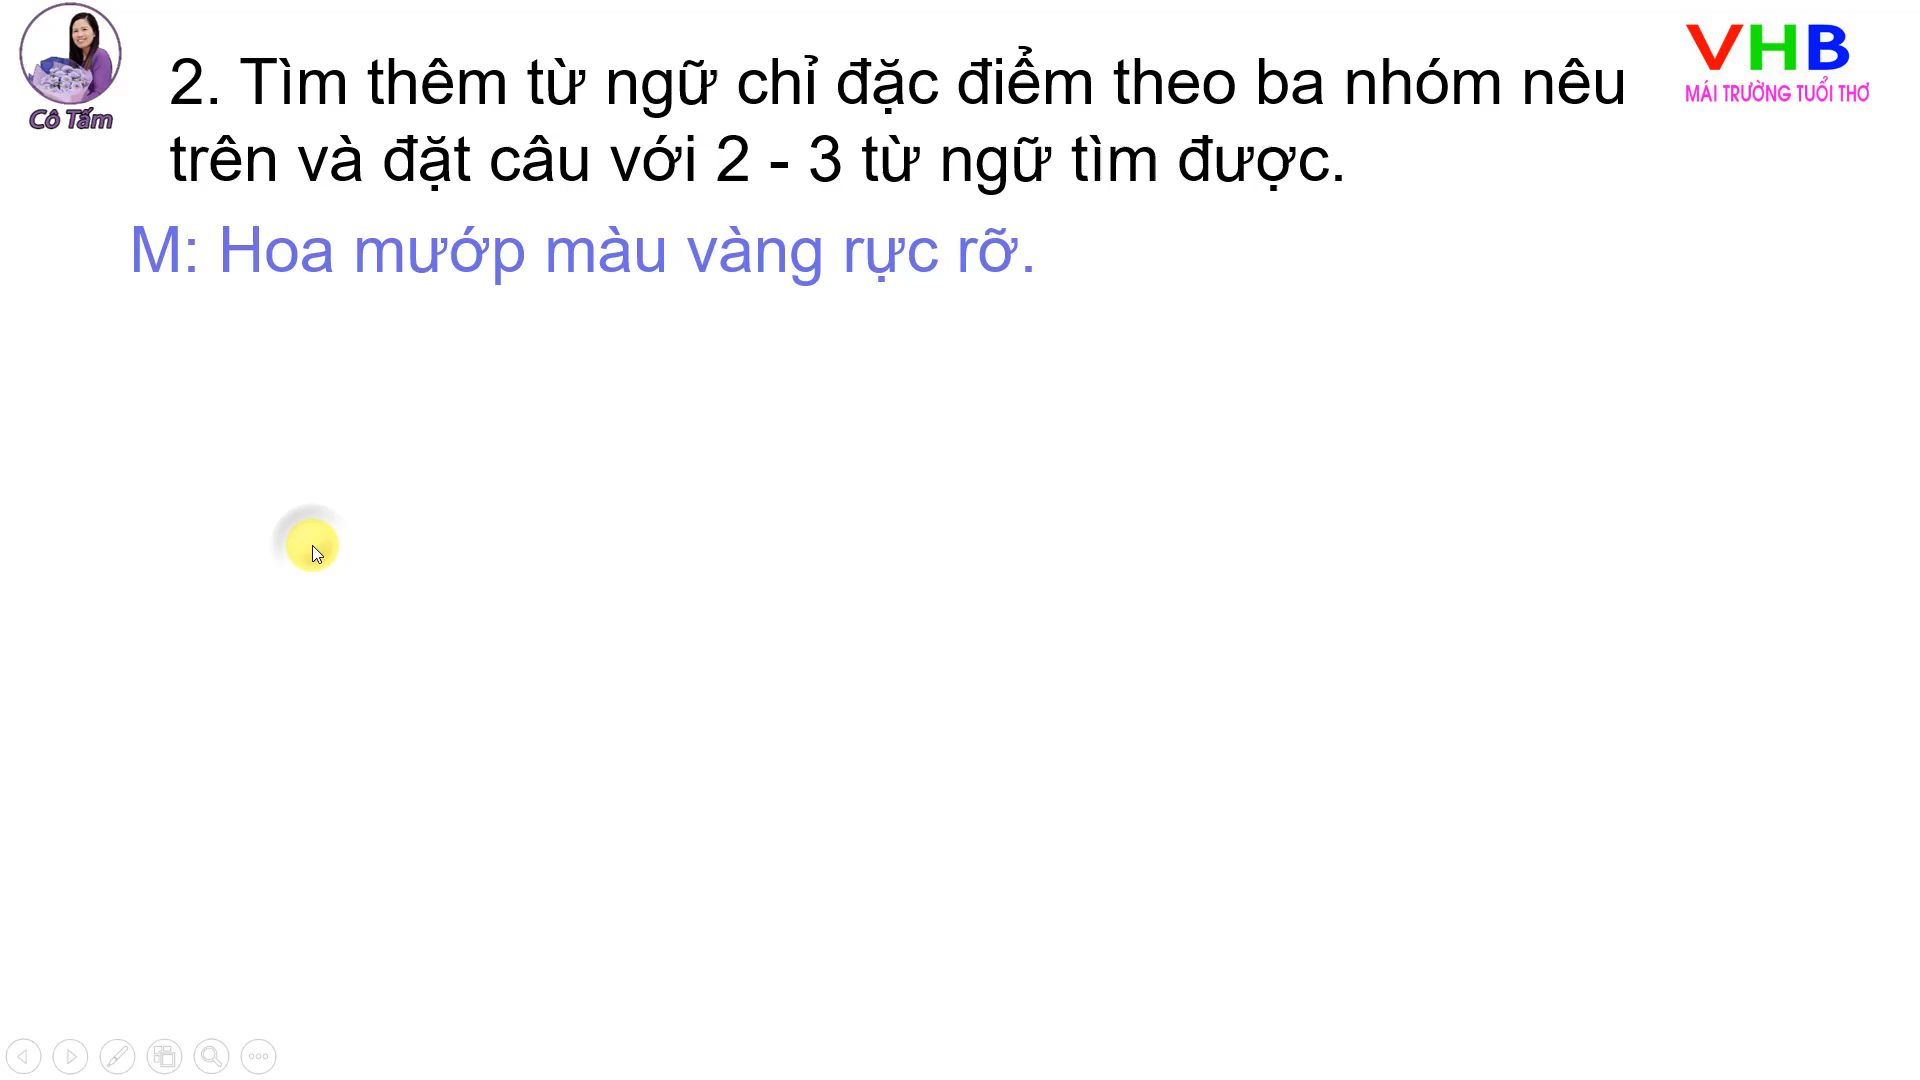 Cô Tấm
2. Tìm thêm từ ngữ chỉ đặc điểm theo ba nhóm nêu
trên và đặt câu với 2 - 3 từ ngữ tìm được.
M: Hoa mướp màu vàng rực rỡ.
VHB
MÁI TRƯỜNG TUỔI THƠ